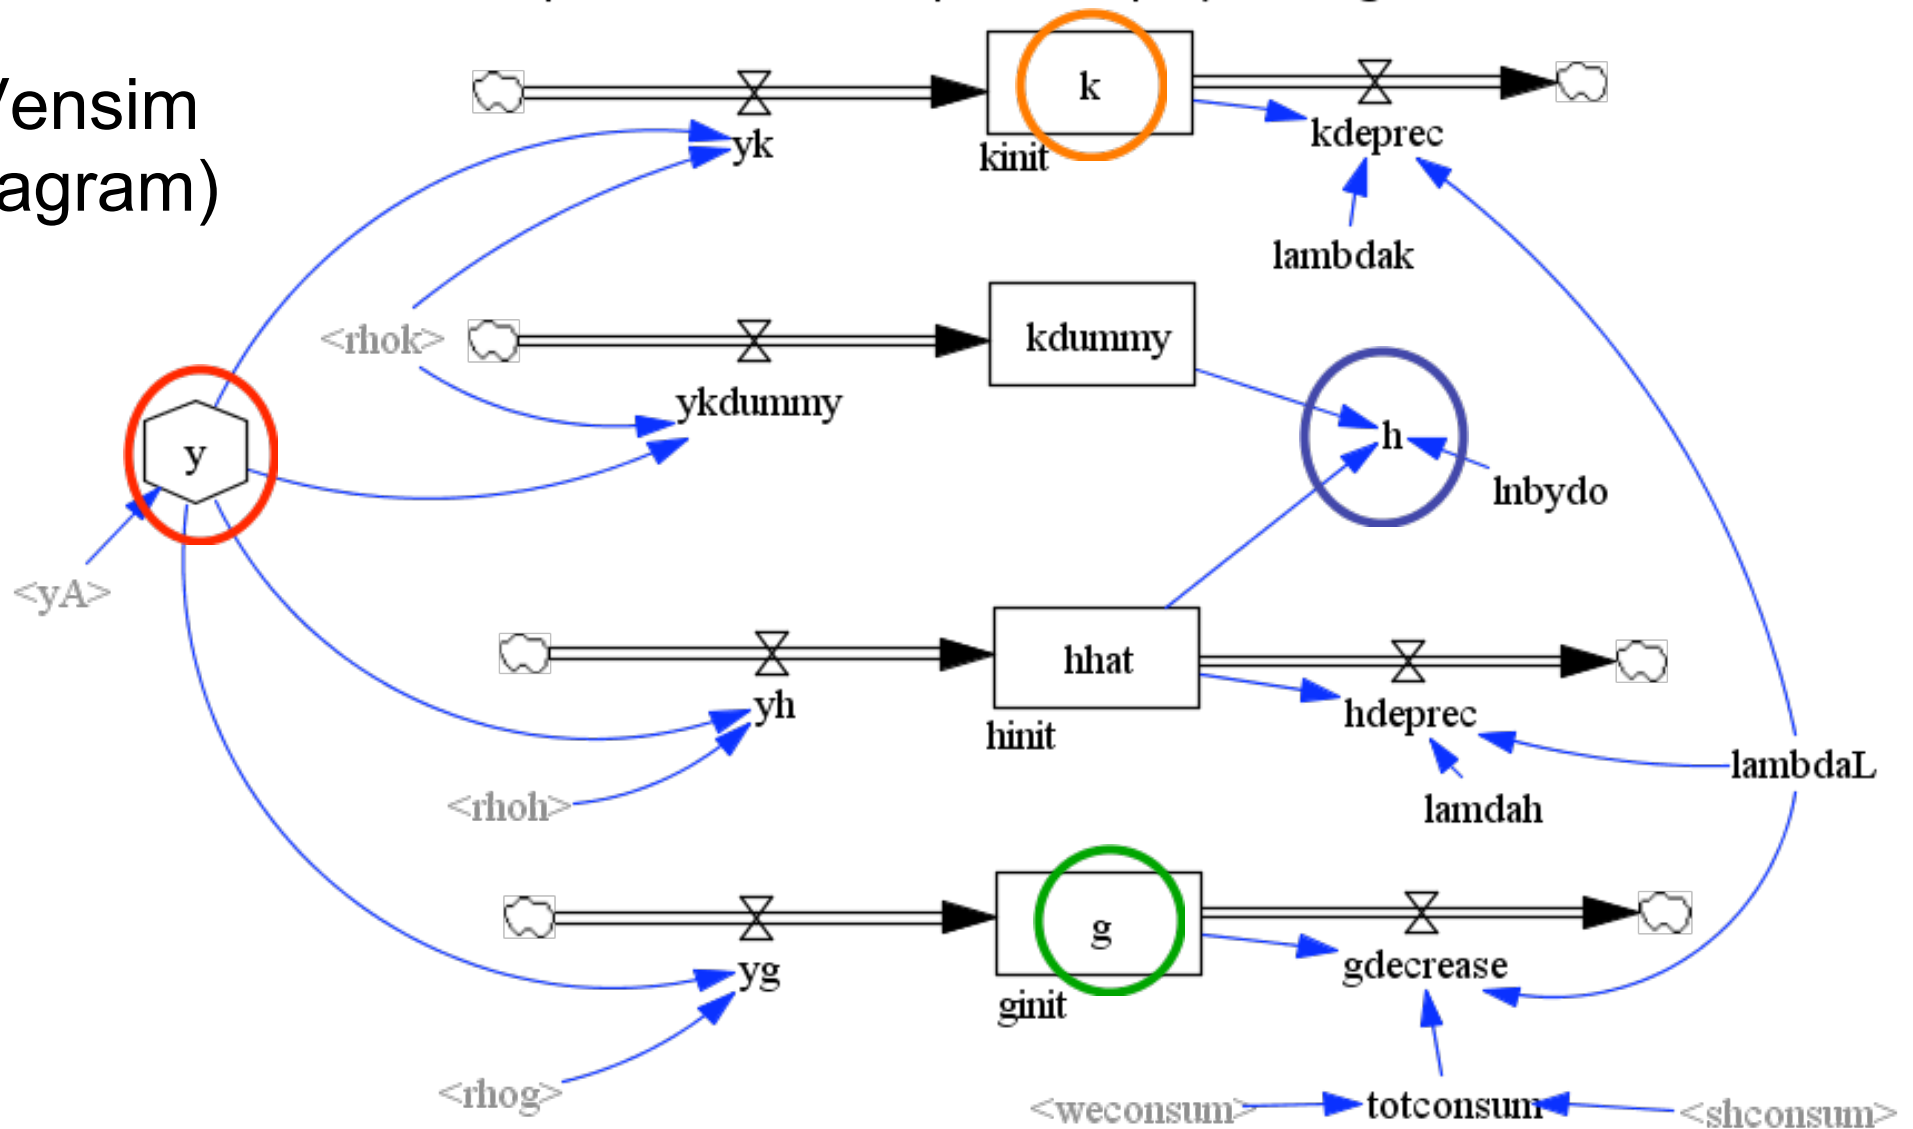 Vensim
agram)
k
yk
kinit
kdeprec
lambdak
<rhok>
kdummy
ykdummy
h
y
lnbydo
<yA>
hhat
yh
hinit
hdeprec
lambdaL
<rhoh>
lamdah
g
yg
ginit
gdecrease
<rhog>
<weconsum>
totconsum
<shconsum>